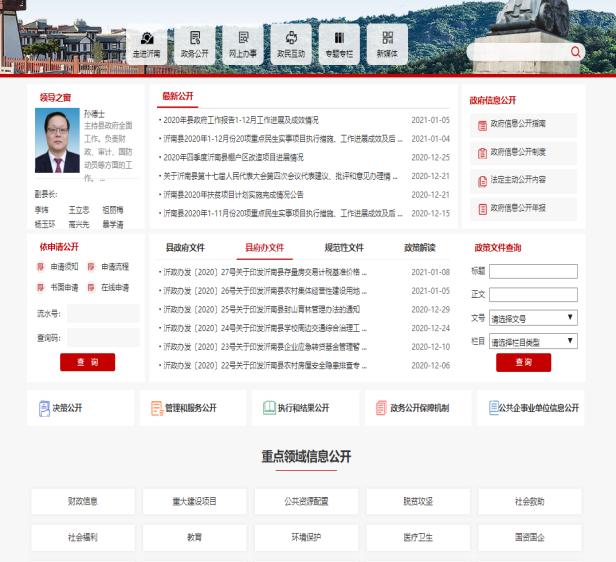 走进沂南 政务公开 网上办事 政民互动 专题专栏 新媒体
领导之窗
孙德士
主持县政府全面
工作。负责财
政、审计、国防
动员等方面的工
作。 ...
副县长:
李炜 王立忠 祖丽梅
杨玉环 高兴先 暴学清
最新公开
• 2020年县政府工作报告1-12月工作进展及成效情况 2021-01-05
• 沂南县2020年1-12月份20项重点民生实事项目执行措施、工作进展成效及后 ... 2021-01-04
• 2020年四季度沂南县棚户区改造项目进展情况 2020-12-25
• 关于沂南县第十七届人民代表大会第四次会议代表建议、批评和意见办理情 ... 2020-12-21
• 沂南县2020年扶贫项目计划实施完成情况公告 2020-12-21
• 沂南县2020年1-11月份20项重点民生实事项目执行措施、工作进展成效及后 ... 2020-12-15
政府信息公开
政府信息公开指南
政府信息公开制度
法定主动公开内容
政府信息公开年报
依申请公开
申请须知 申请流程
书面申请 在线申请
流水号:
查询码:
查 询
县政府文件 县府办文件 规范性文件 政策解读
• 沂政办发〔2020〕27号关于印发沂南县存量房交易计税基准价格 ... 2021-01-08
• 沂政办发〔2020〕26号关于印发沂南县农村集体经营性建设用地 ... 2021-01-05
• 沂政办发〔2020〕25号关于印发沂南县封山育林管理办法的通知 2020-12-29
• 沂政办发〔2020〕24号关于印发沂南县学校周边交通综合治理工 ... 2020-12-24
• 沂政办发〔2020〕23号关于印发沂南县企业应急转贷基金管理暂 ... 2020-12-10
• 沂政办发〔2020〕22号关于印发沂南县农村房屋安全隐患排查专 ... 2020-12-06
政策文件查询
标题
正文
文号 请选择文号
栏目 请选择栏目类型
查 询
决策公开 管理和服务公开 执行和结果公开 政务公开保障机制 公共企事业单位信息公开
重点领域信息公开
财政信息 重大建设项目 公共资源配置 脱贫攻坚 社会救助
社会福利 教育 环境保护 医疗卫生 国资国企